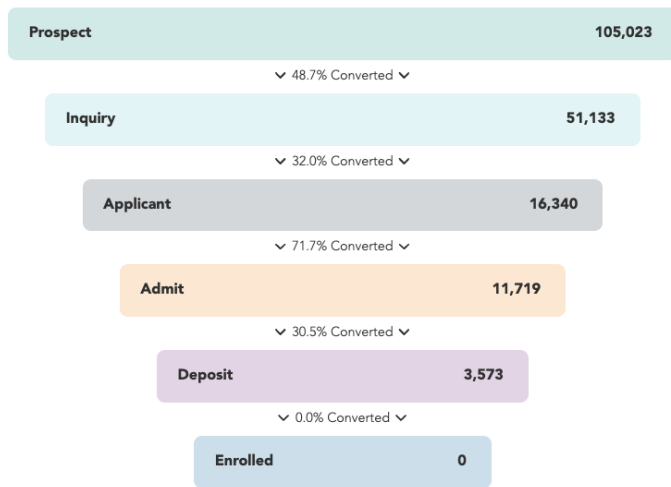 Prospect 105,023
48.7% Converted
Inquiry 51,133
32.0% Converted
Applicant 16,340
71.7% Converted
Admit 11,719
30.5% Converted
Deposit 3,573
0.0% Converted
Enrolled 0